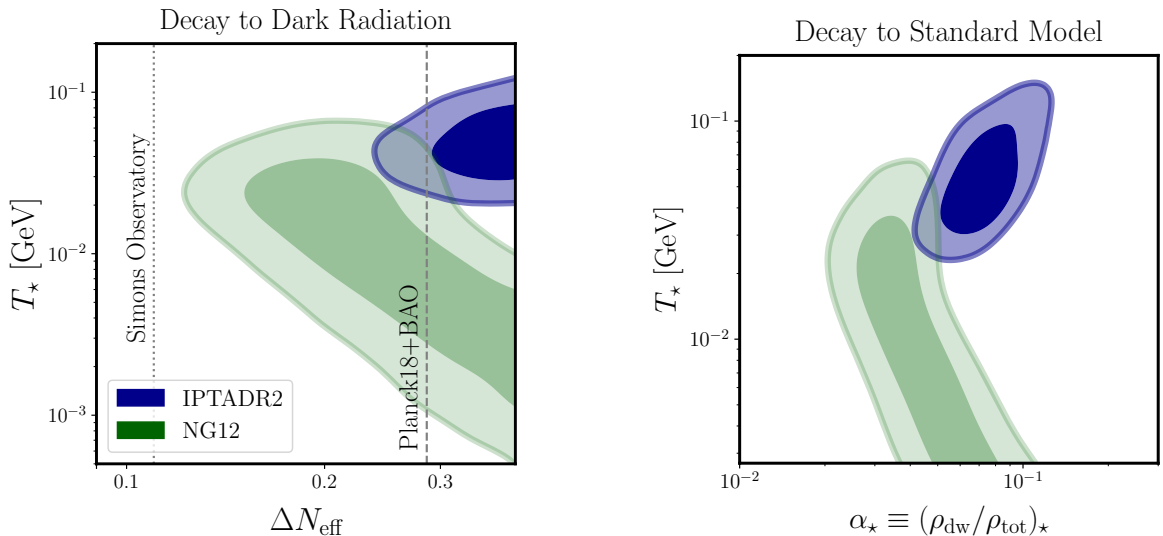 Decay to Dark Radiation
T⋆ [GeV]
10⁻¹
10⁻²
10⁻³
Simons Observatory
Planck18+BAO
IPTADR2
NG12
0.1
0.2
0.3
ΔN_eff
Decay to Standard Model
T⋆ [GeV]
10⁻¹
10⁻²
10⁻²
10⁻¹
α⋆ ≡ (ρ_dw/ρ_tot)⋆